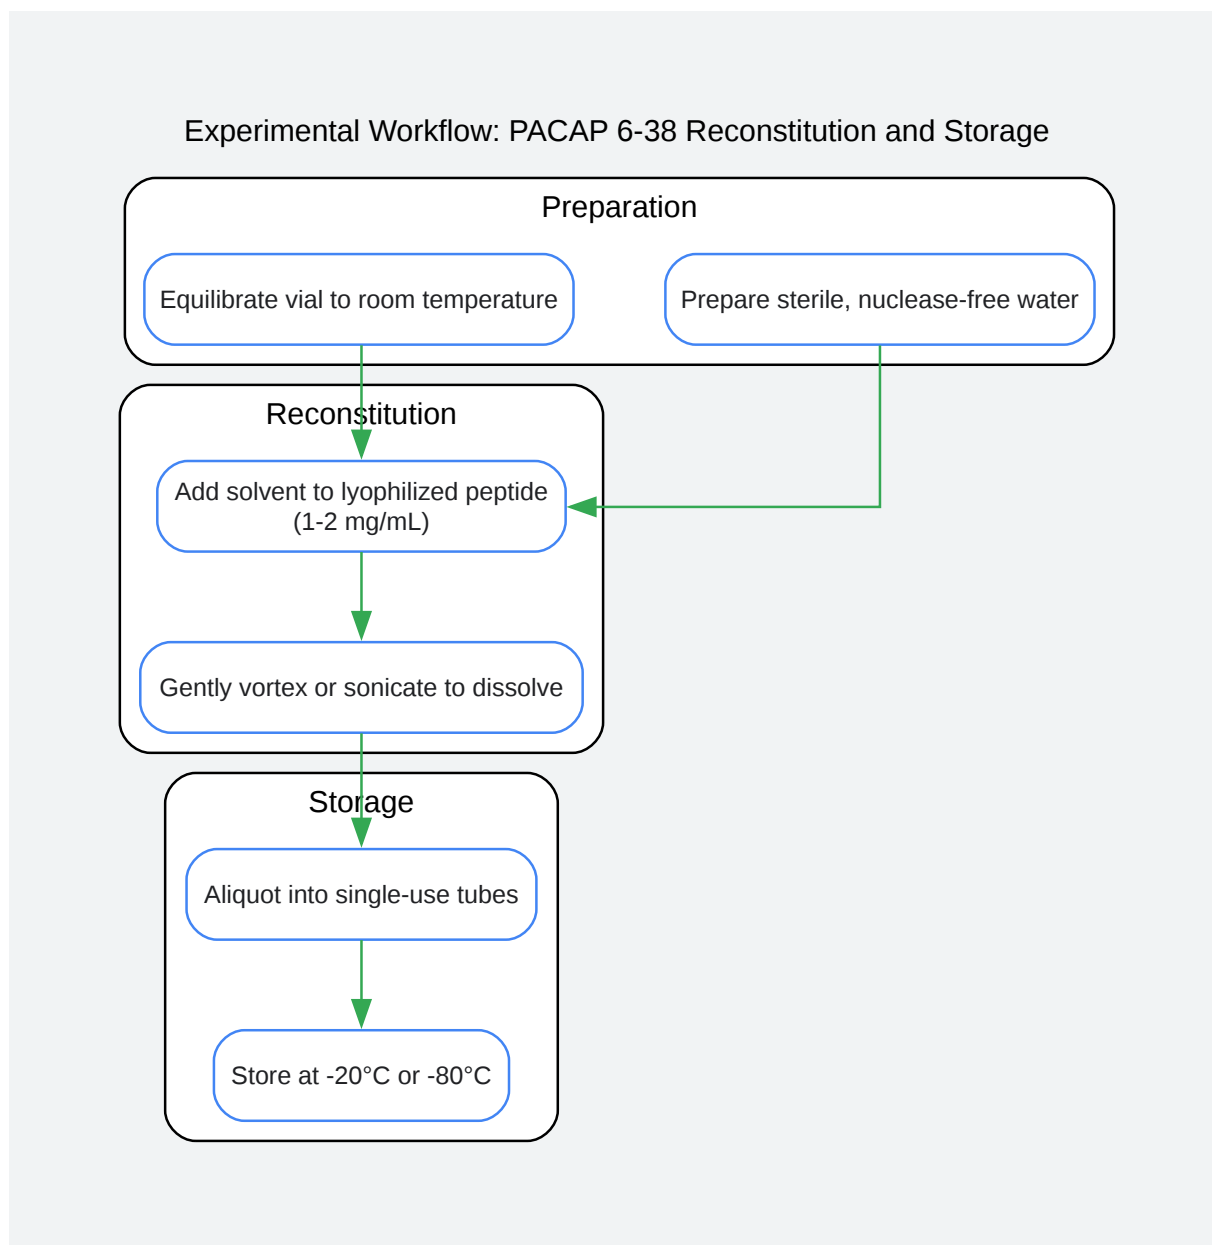 Experimental Workflow: PACAP 6-38 Reconstitution and Storage
Preparation
Equilibrate vial to room temperature
Prepare sterile, nuclease-free water
Reconstitution
Add solvent to lyophilized peptide
(1-2 mg/mL)
Gently vortex or sonicate to dissolve
Storage
Aliquot into single-use tubes
Store at -20°C or -80°C